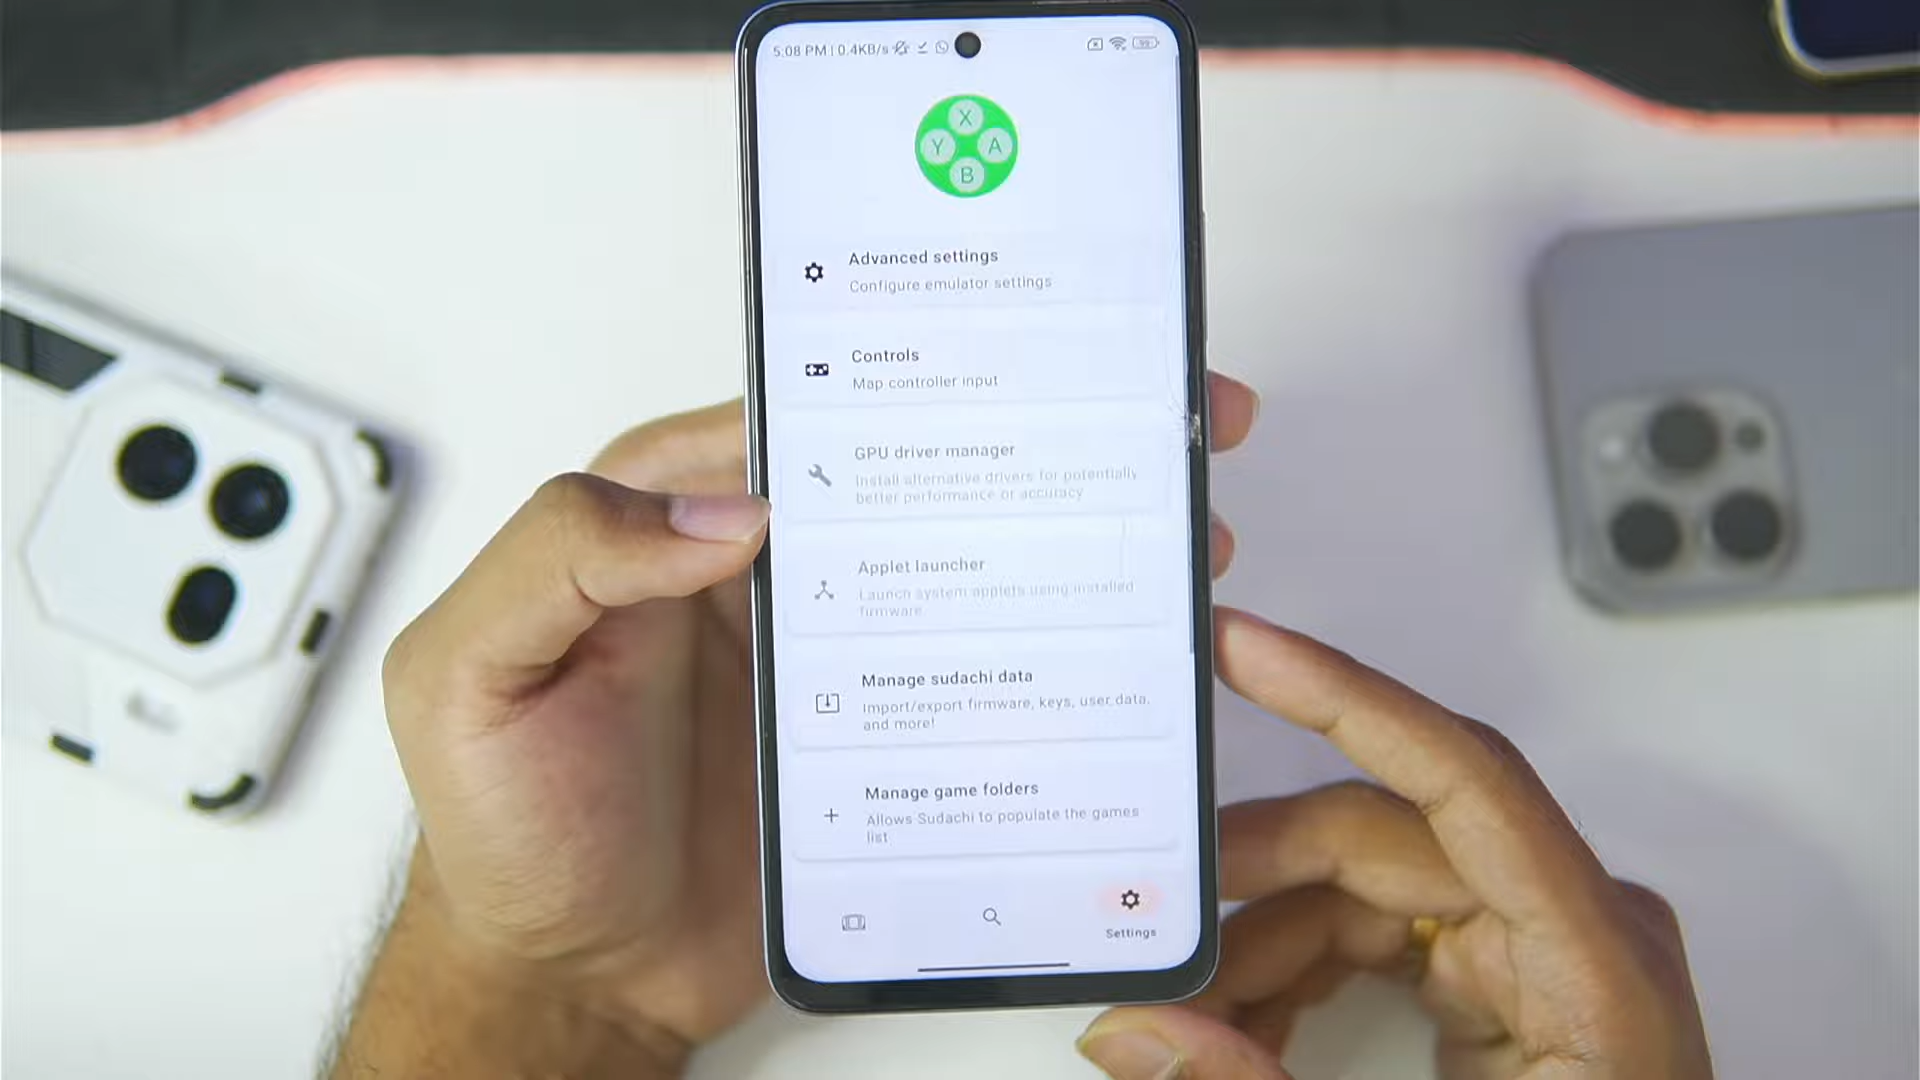 5:08 PM | 0.4KB/s
X
Y A
B
Advanced settings
Configure emulator settings
Controls
Map controller input
GPU driver manager
Install alternative drivers for potentially
better performance or accuracy
Applet launcher
Launch system applets using installed
firmware
Manage sudachi data
Import/export firmware, keys, user data,
and more!
Manage game folders
Allows Sudachi to populate the games
list
Settings